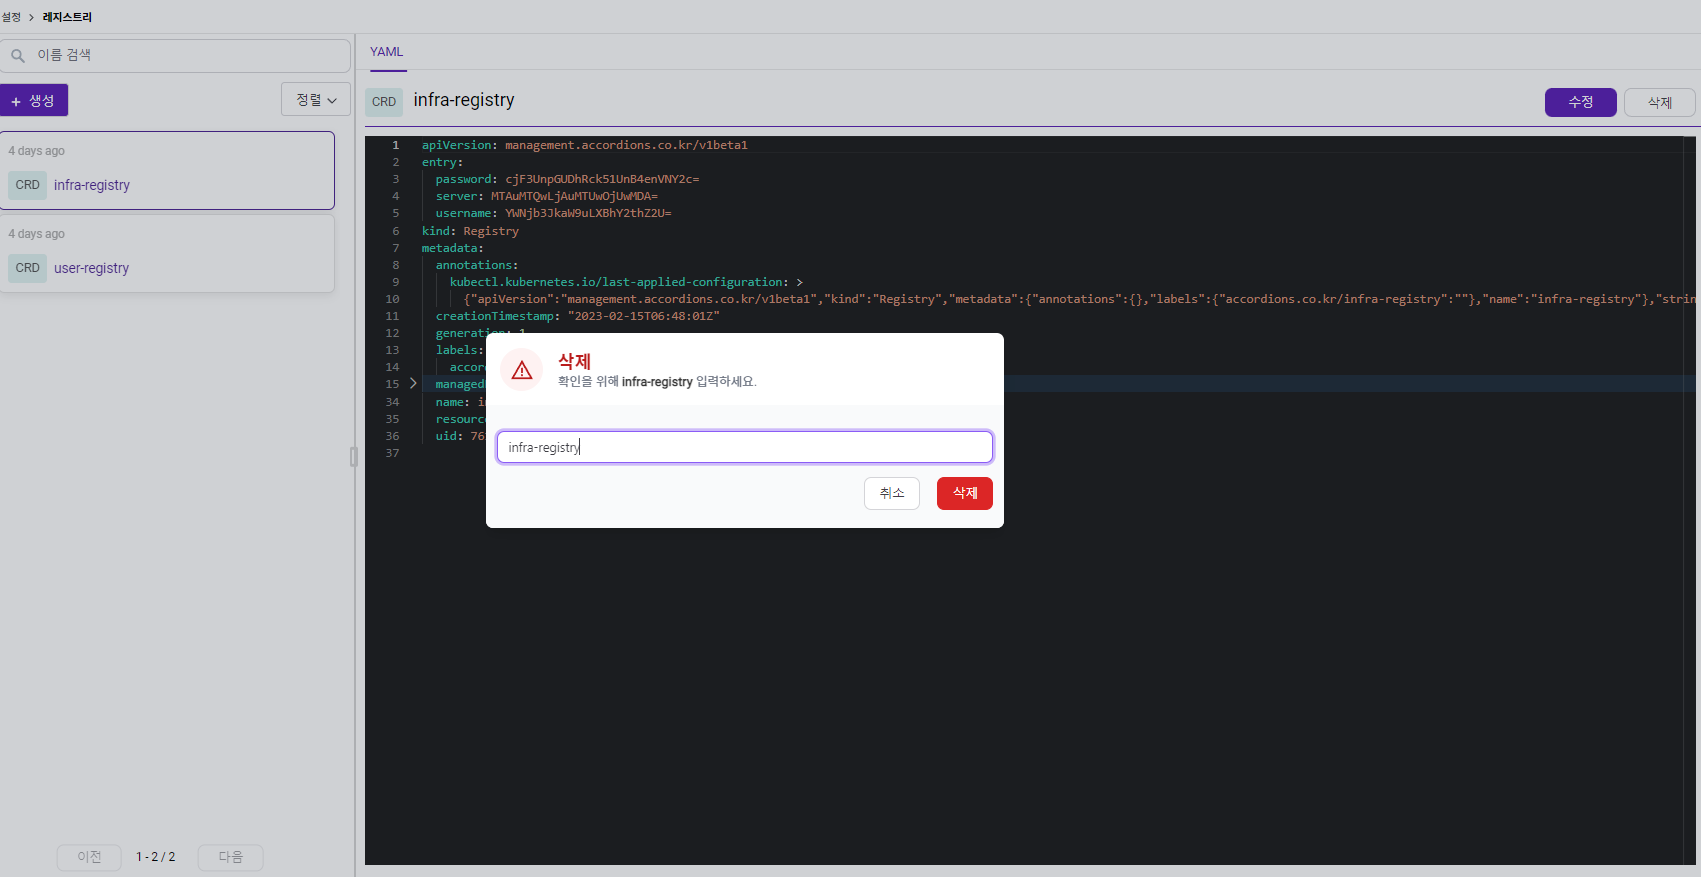 설정 > 레지스트리
이름 검색
+ 생성
정렬
4 days ago
CRD infra-registry
4 days ago
CRD user-registry
이전 1 - 2 / 2 다음
YAML
CRD infra-registry
수정 삭제
1 apiVersion: management.accordions.co.kr/v1beta1
2 entry:
3 password: cjF3UnpGUDhRck51UnB4enVNY2c=
4 server: MTAuMTQwLjAuMTUwOjUwMDA=
5 username: YWNjb3JkaW9uLXBhY2thZ2U=
6 kind: Registry
7 metadata:
8 annotations:
9 kubectl.kubernetes.io/last-applied-configuration: >
10 {"apiVersion":"management.accordions.co.kr/v1beta1","kind":"Registry","metadata":{"annotations":{},"labels":{"accordions.co.kr/infra-registry":""},"name":"infra-registry"},"strin
11 creationTimestamp: "2023-02-15T06:48:01Z"
12 generation: 1
13 labels:
14 accor
15 > managed
34 name: i
35 resourc
36 uid: 76
37
삭제
확인을 위해 infra-registry 입력하세요.
infra-registry
취소 삭제